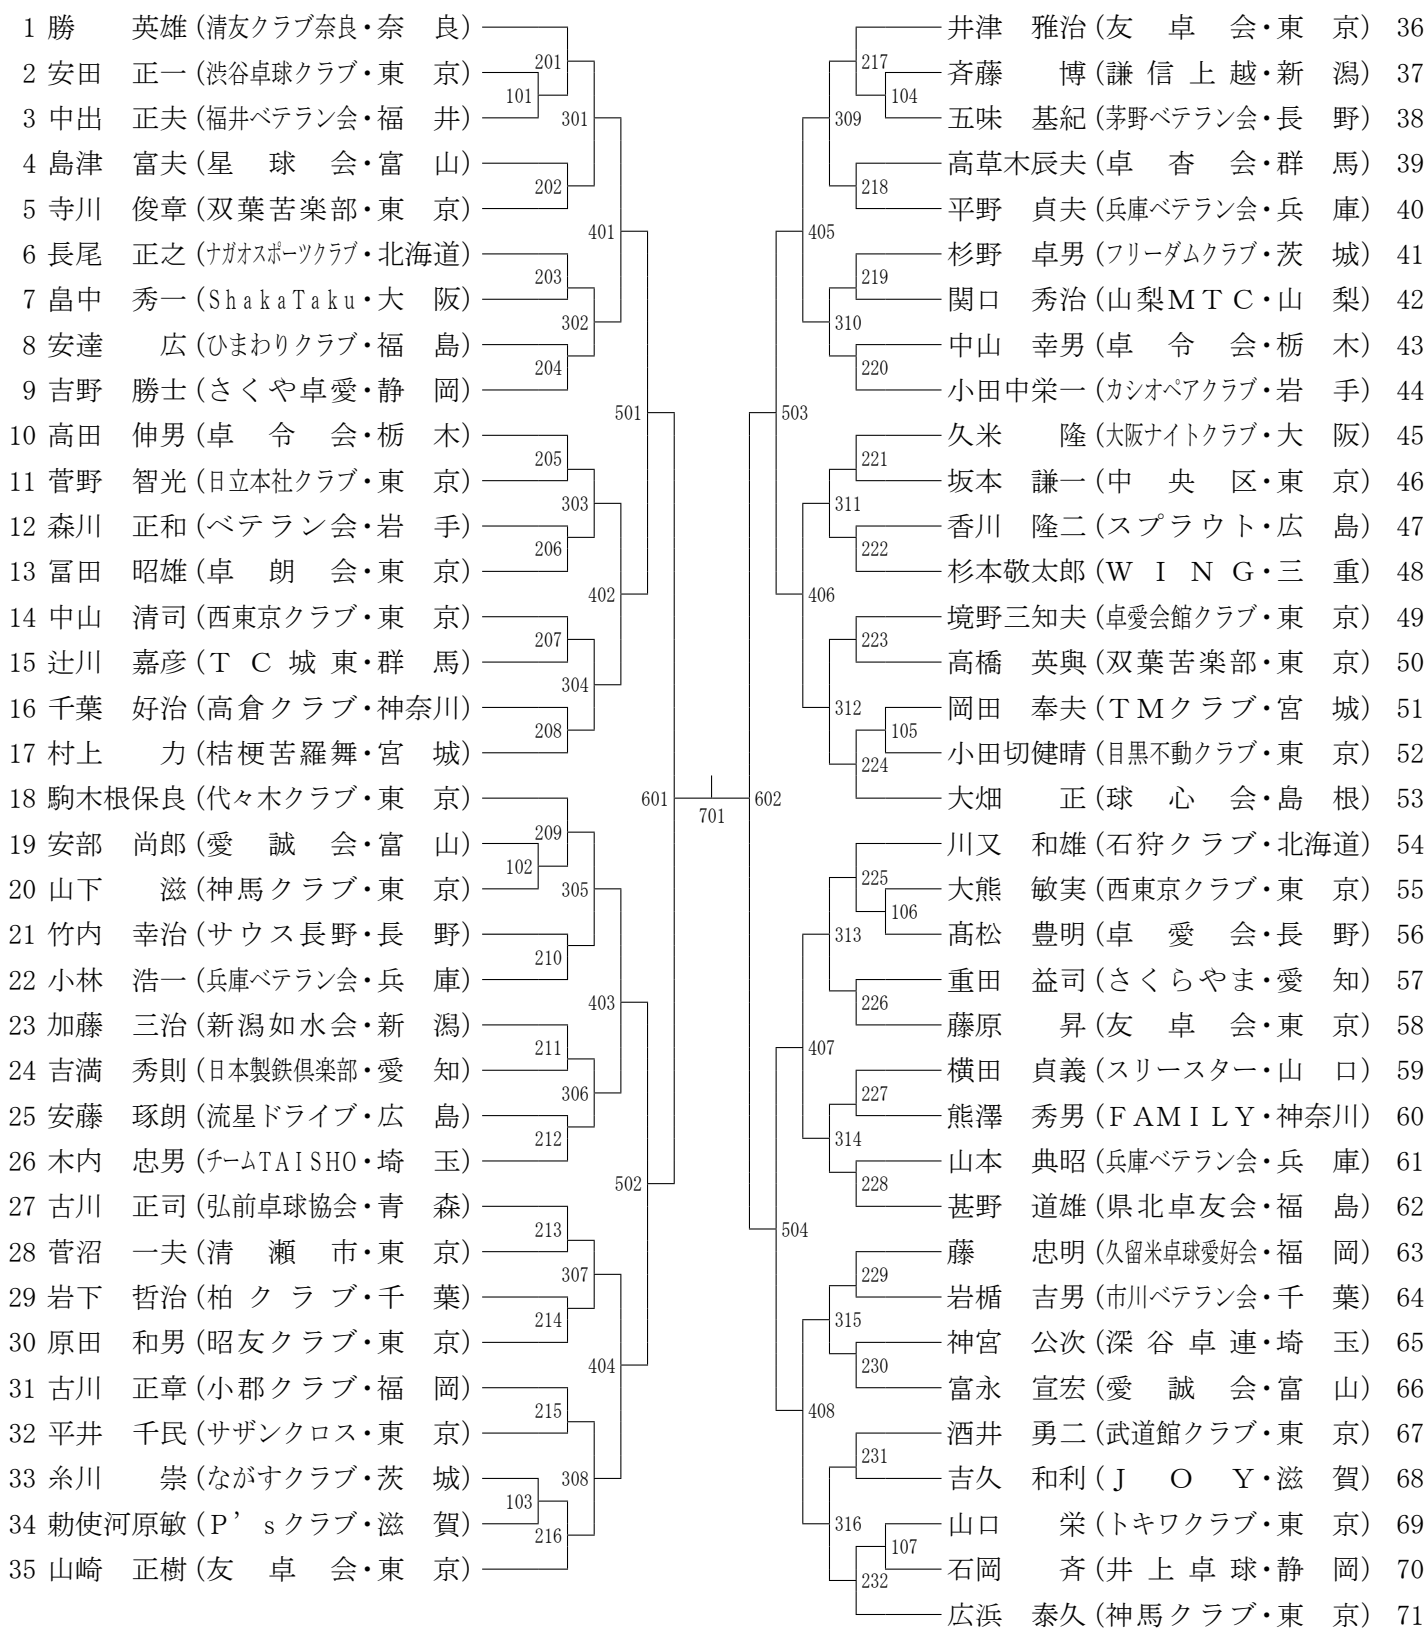 1 勝　　英雄 (清友クラブ奈良・奈　良)
2 安田　正一 (渋谷卓球クラブ・東　京)
3 中出　正夫 (福井ベテラン会・福　井)
4 島津　富夫 (星　球　会・富　山)
5 寺川　俊章 (双葉苦楽部・東　京)
6 長尾　正之 (ナガオスポーツクラブ・北海道)
7 畠中　秀一 (ShakaTaku・大　阪)
8 安達　　広 (ひまわりクラブ・福　島)
9 吉野　勝士 (さくや卓愛・静　岡)
10 高田　伸男 (卓　令　会・栃　木)
11 菅野　智光 (日立本社クラブ・東　京)
12 森川　正和 (ベテラン会・岩　手)
13 冨田　昭雄 (卓　朗　会・東　京)
14 中山　清司 (西東京クラブ・東　京)
15 辻川　嘉彦 (TC城東・群　馬)
16 千葉　好治 (高倉クラブ・神奈川)
17 村上　　力 (桔梗苦羅舞・宮　城)
18 駒木根保良 (代々木クラブ・東　京)
19 安部　尚郎 (愛　誠　会・富　山)
20 山下　　滋 (神馬クラブ・東　京)
21 竹内　幸治 (サウス長野・長　野)
22 小林　浩一 (兵庫ベテラン会・兵　庫)
23 加藤　三治 (新潟如水会・新　潟)
24 吉満　秀則 (日本製鉄倶楽部・愛　知)
25 安藤　琢朗 (流星ドライブ・広　島)
26 木内　忠男 (チームTAISHO・埼　玉)
27 古川　正司 (弘前卓球協会・青　森)
28 菅沼　一夫 (清　瀬　市・東　京)
29 岩下　哲治 (柏クラブ・千　葉)
30 原田　和男 (昭友クラブ・東　京)
31 古川　正章 (小郡クラブ・福　岡)
32 平井　千民 (サザンクロス・東　京)
33 糸川　　崇 (ながすクラブ・茨　城)
34 勅使河原敏 (P’sクラブ・滋　賀)
35 山崎　正樹 (友　卓　会・東　京)
101
102
103
201
202
203
204
205
206
207
208
209
210
211
212
213
214
215
216
301
302
303
304
305
306
307
308
401
402
403
404
501
502
601
701
602
503
504
405
406
407
408
309
310
311
312
313
314
315
316
217
218
219
220
221
222
223
224
225
226
227
228
229
230
231
232
104
105
106
107
井津　雅治 (友　卓　会・東　京) 36
斉藤　　博 (謙信上越・新　潟) 37
五味　基紀 (茅野ベテラン会・長　野) 38
高草木辰夫 (卓　杳　会・群　馬) 39
平野　貞夫 (兵庫ベテラン会・兵　庫) 40
杉野　卓男 (フリーダムクラブ・茨　城) 41
関口　秀治 (山梨MTC・山　梨) 42
中山　幸男 (卓　令　会・栃　木) 43
小田中栄一 (カシオペアクラブ・岩　手) 44
久米　　隆 (大阪ナイトクラブ・大　阪) 45
坂本　謙一 (中　央　区・東　京) 46
香川　隆二 (スプラウト・広　島) 47
杉本敬太郎 (WING・三　重) 48
境野三知夫 (卓愛会館クラブ・東　京) 49
高橋　英與 (双葉苦楽部・東　京) 50
岡田　奉夫 (TMクラブ・宮　城) 51
小田切健晴 (目黒不動クラブ・東　京) 52
大畑　　正 (球　心　会・島　根) 53
川又　和雄 (石狩クラブ・北海道) 54
大熊　敏実 (西東京クラブ・東　京) 55
髙松　豊明 (卓　愛　会・長　野) 56
重田　益司 (さくらやま・愛　知) 57
藤原　　昇 (友　卓　会・東　京) 58
横田　貞義 (スリースター・山　口) 59
熊澤　秀男 (FAMILY・神奈川) 60
山本　典昭 (兵庫ベテラン会・兵　庫) 61
甚野　道雄 (県北卓友会・福　島) 62
藤　　忠明 (久留米卓球愛好会・福　岡) 63
岩楯　吉男 (市川ベテラン会・千　葉) 64
神宮　公次 (深谷卓連・埼　玉) 65
富永　宣宏 (愛　誠　会・富　山) 66
酒井　勇二 (武道館クラブ・東　京) 67
吉久　和利 (JOY・滋　賀) 68
山口　　栄 (トキワクラブ・東　京) 69
石岡　　斉 (井上卓球・静　岡) 70
広浜　泰久 (神馬クラブ・東　京) 71